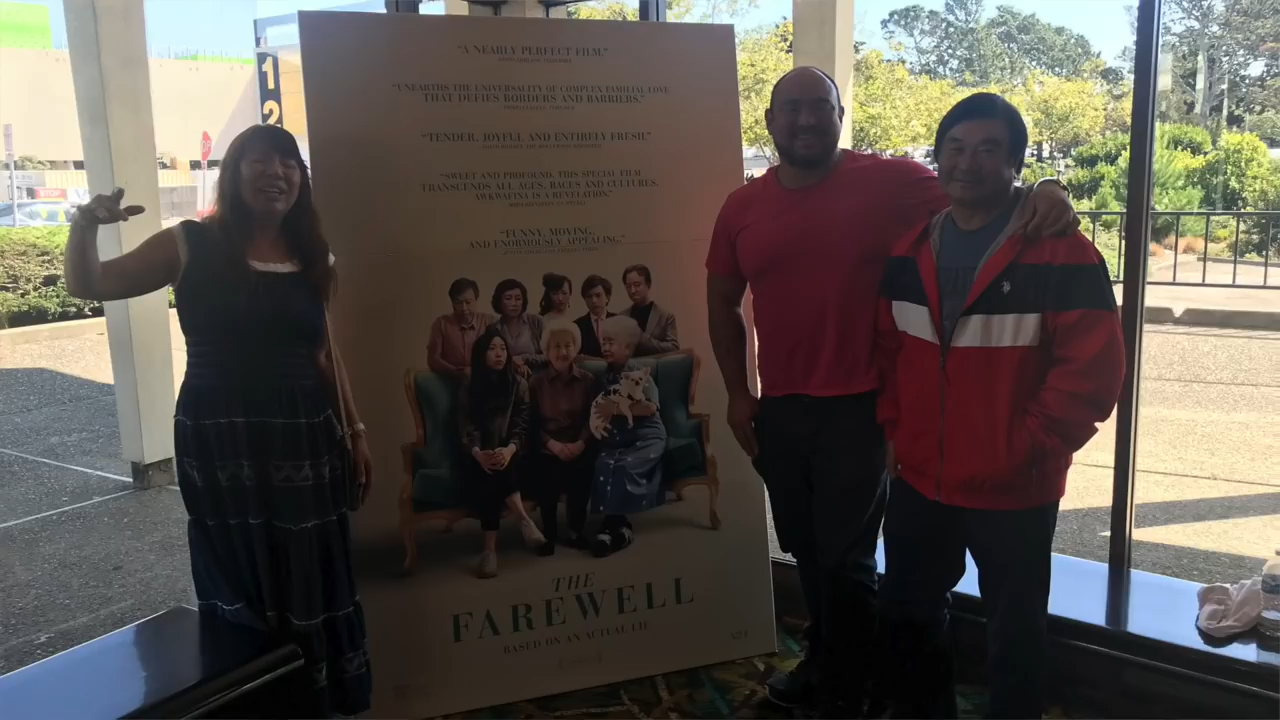 1
2
"A NEARLY PERFECT FILM."
"UNEARTHS THE UNIVERSALITY OF COMPLEX FAMILIAL LOVE
THAT DEFIES BORDERS AND BARRIERS."
"TENDER, JOYFUL AND ENTIRELY FRESH."
"SWEET AND PROFOUND, THIS SPECIAL FILM
TRANSCENDS ALL AGES, RACES AND CULTURES.
AWKWAFINA IS A REVELATION."
"FUNNY, MOVING,
AND ENORMOUSLY APPEALING."
THE
FAREWELL
BASED ON AN ACTUAL LIE